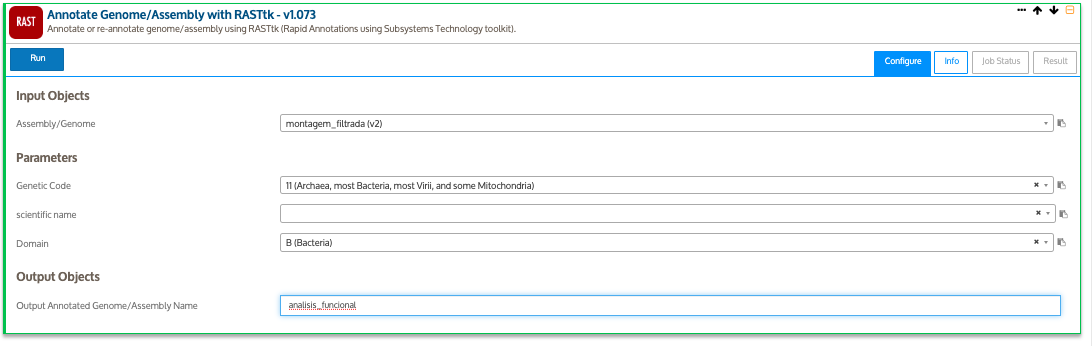 RAST
Annotate Genome/Assembly with RASTtk - v1.073
Annotate or re-annotate genome/assembly using RASTtk (Rapid Annotations using Subsystems Technology toolkit).
Run
Configure
Info
Job Status
Result
Input Objects
Assembly/Genome
montagem_filtrada (v2)
Parameters
Genetic Code
11 (Archaea, most Bacteria, most Virii, and some Mitochondria)
scientific name
Domain
B (Bacteria)
Output Objects
Output Annotated Genome/Assembly Name
analisis_funcional